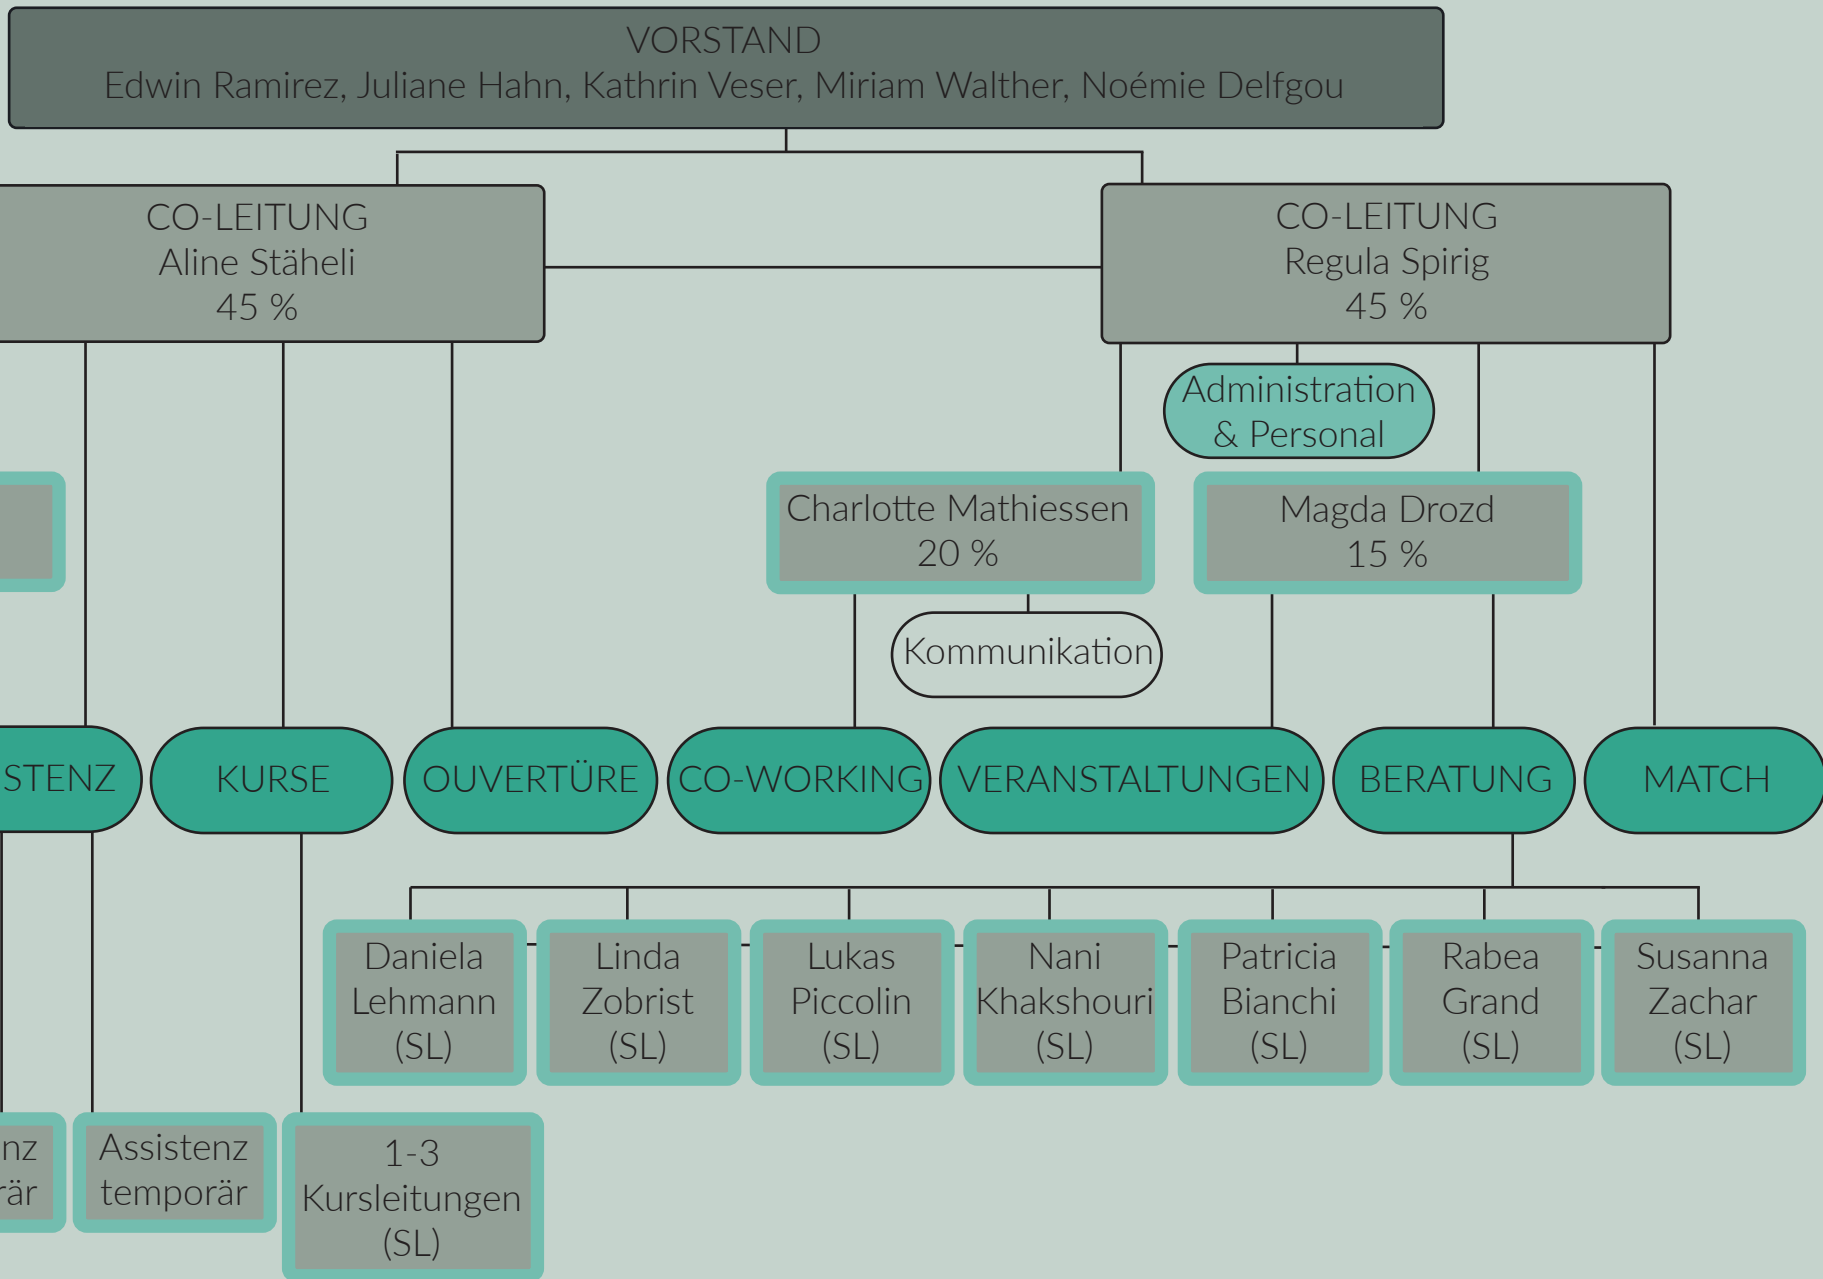 VORSTAND
Edwin Ramirez, Juliane Hahn, Kathrin Veser, Miriam Walther, Noémie Delfgou
CO-LEITUNG
Aline Stäheli
45 %
CO-LEITUNG
Regula Spirig
45 %
Administration
& Personal
Charlotte Mathiessen
20 %
Magda Drozd
15 %
Kommunikation
STENZ
KURSE
OUVERTÜRE
CO-WORKING
VERANSTALTUNGEN
BERATUNG
MATCH
Daniela
Lehmann
(SL)
Linda
Zobrist
(SL)
Lukas
Piccolin
(SL)
Nani
Khakshouri
(SL)
Patricia
Bianchi
(SL)
Rabea
Grand
(SL)
Susanna
Zachar
(SL)
nz
rär
Assistenz
temporär
1-3
Kursleitungen
(SL)